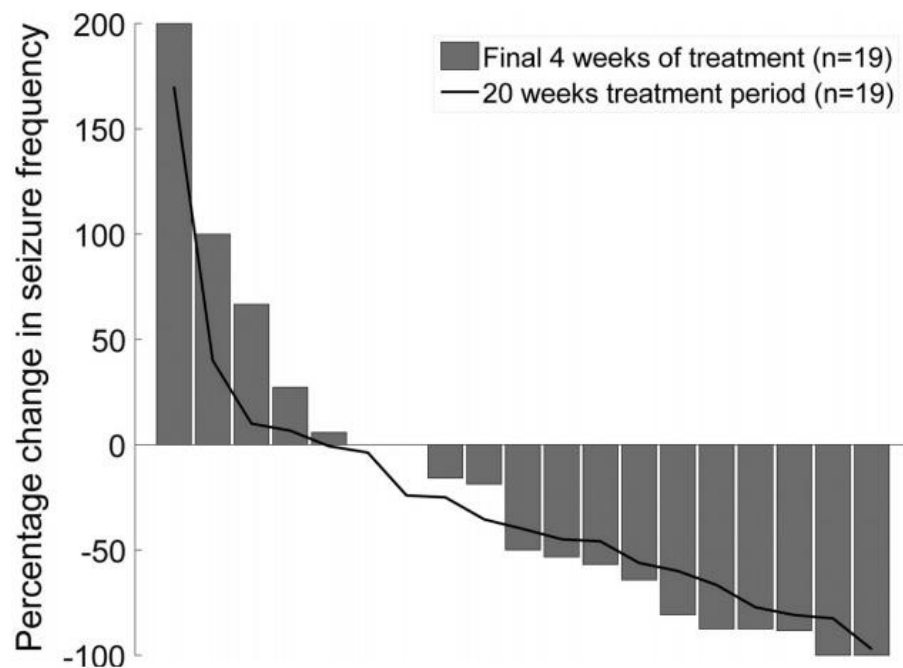 200
Final 4 weeks of treatment (n=19)
20 weeks treatment period (n=19)
150
100
50
0
-50
-100
Percentage change in seizure frequency